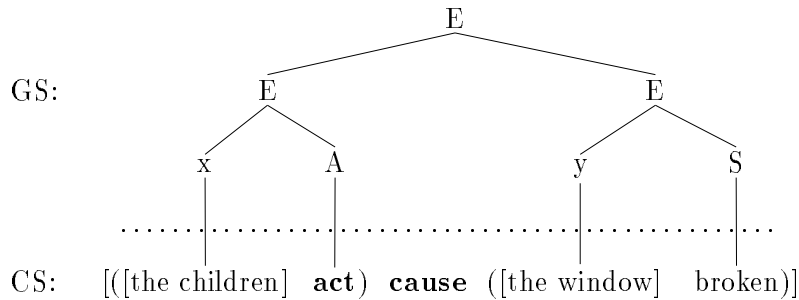 E
GS: E E
x A y S
CS: [([the children] act) cause ([the window] broken)]